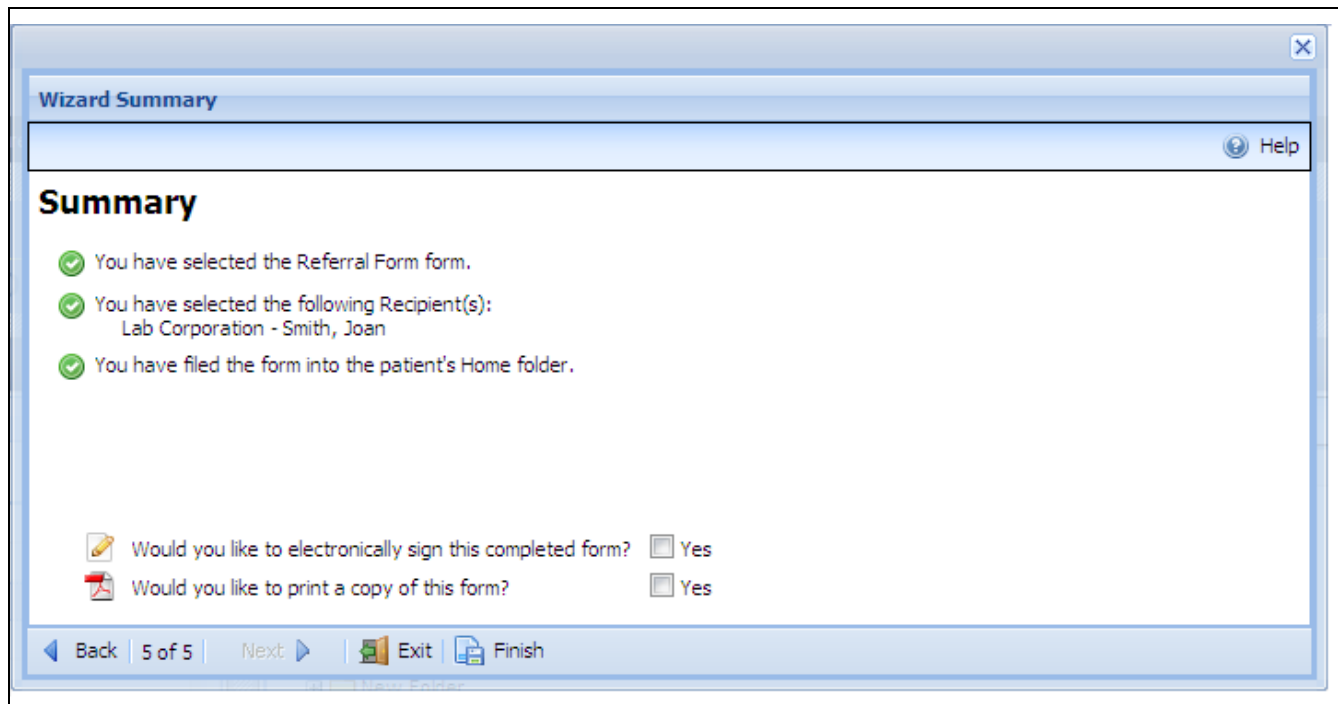 Wizard Summary
Help
Summary
You have selected the Referral Form form.
You have selected the following Recipient(s):
Lab Corporation - Smith, Joan
You have filed the form into the patient's Home folder.
Would you like to electronically sign this completed form? Yes
Would you like to print a copy of this form? Yes
Back 5 of 5 Next Exit Finish
New Folder